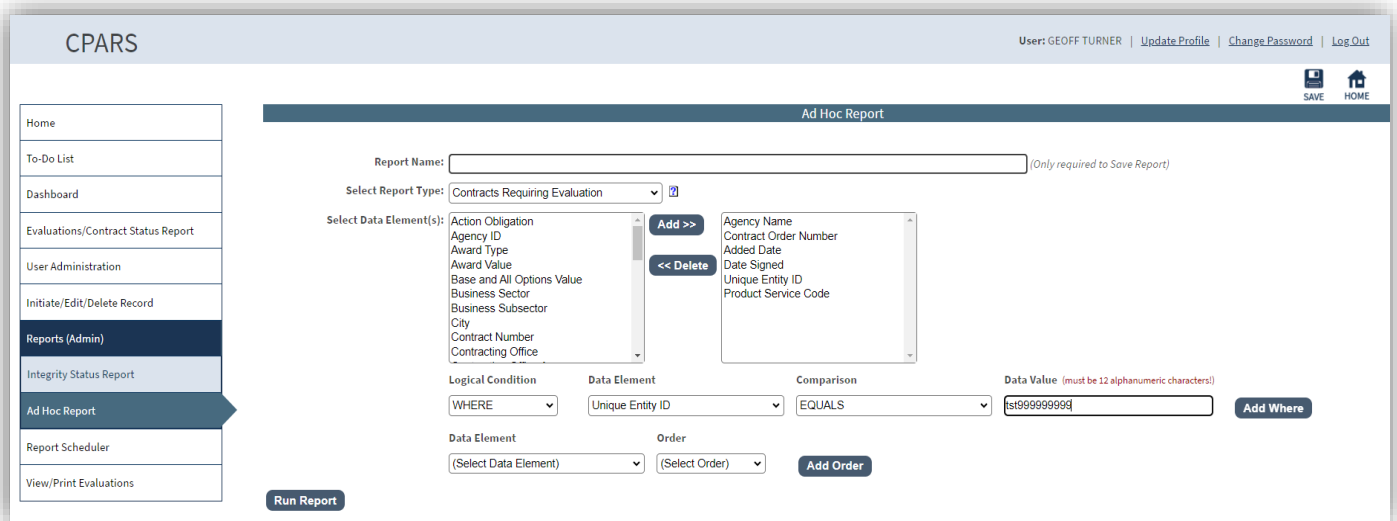 CPARS
User: GEOFF TURNER | Update Profile | Change Password | Log Out
SAVE HOME
Home
To-Do List
Dashboard
Evaluations/Contract Status Report
User Administration
Initiate/Edit/Delete Record
Reports (Admin)
Integrity Status Report
Ad Hoc Report
Report Scheduler
View/Print Evaluations
Ad Hoc Report
Report Name: (Only required to Save Report)
Select Report Type: Contracts Requiring Evaluation ?
Select Data Element(s):
Action Obligation
Agency ID
Award Type
Award Value
Base and All Options Value
Business Sector
Business Subsector
City
Contract Number
Contracting Office
Add >>
<< Delete
Agency Name
Contract Order Number
Added Date
Date Signed
Unique Entity ID
Product Service Code
Logical Condition Data Element Comparison Data Value (must be 12 alphanumeric characters!)
WHERE Unique Entity ID EQUALS tst999999999 Add Where
Data Element Order
(Select Data Element) (Select Order) Add Order
Run Report